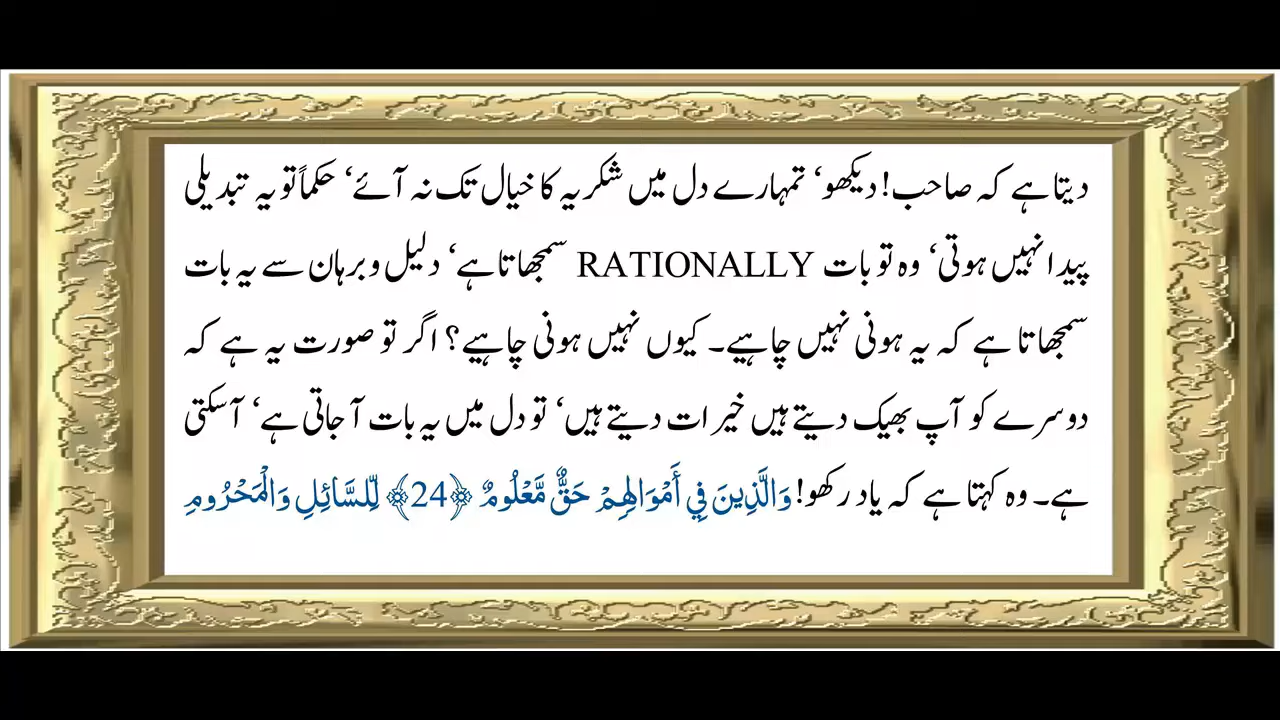 دیتا ہے کہ صاحب! دیکھو‘ تمہارے دل میں شکریہ کا خیال تک نہ آئے‘ حکماً تو یہ تبدیلی
پیدا نہیں ہوتی‘ وہ تو بات RATIONALLY سمجھاتا ہے‘ دلیل و برہان سے یہ بات
سمجھاتا ہے کہ یہ ہونی نہیں چاہیے۔ کیوں نہیں ہونی چاہیے؟ اگر تو صورت یہ ہے کہ
دوسرے کو آپ بھیک دیتے ہیں خیرات دیتے ہیں‘ تو دل میں یہ بات آ جاتی ہے‘ آ سکتی
ہے۔ وہ کہتا ہے کہ یاد رکھو! وَالَّذِينَ فِي أَمْوَالِهِمْ حَقٌّ مَّعْلُومٌ ﴿24﴾ لِّلسَّائِلِ وَالْمَحْرُومِ